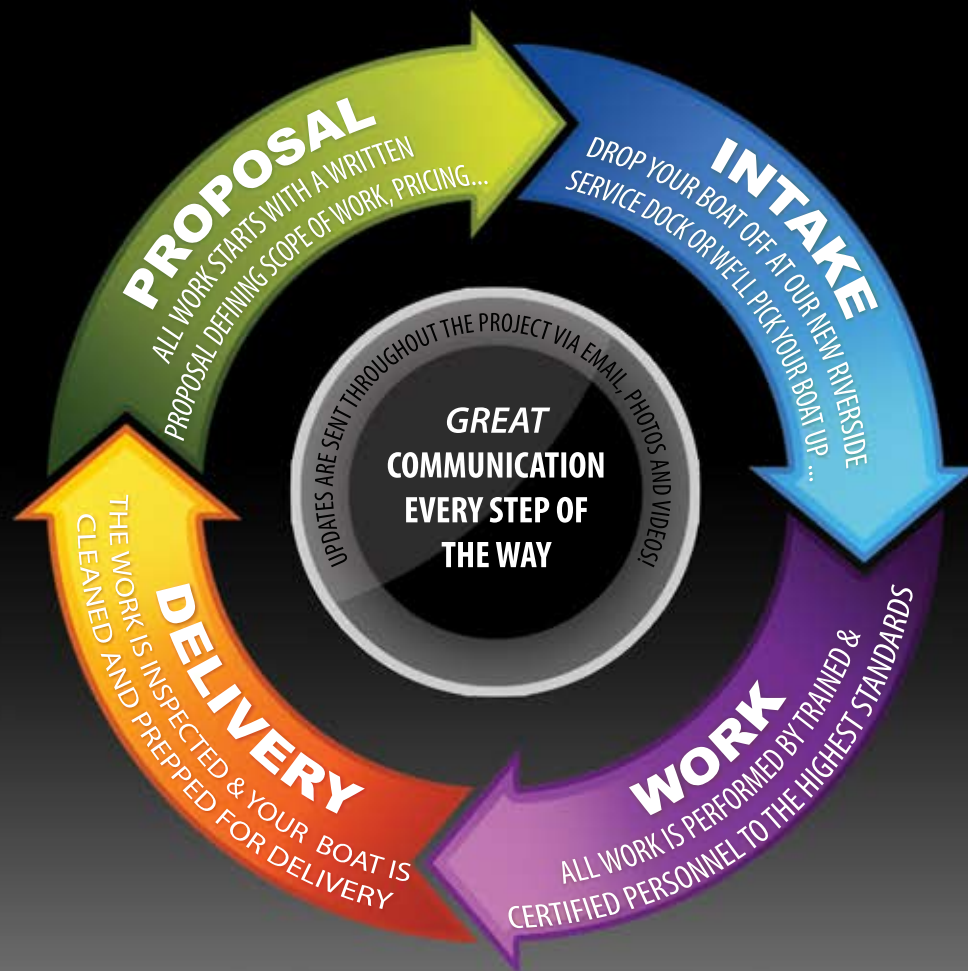 PROPOSAL
ALL WORK STARTS WITH A WRITTEN
PROPOSAL DEFINING SCOPE OF WORK, PRICING...
INTAKE
DROP YOUR BOAT OFF AT OUR NEW RIVERSIDE
SERVICE DOCK OR WE'LL PICK YOUR BOAT UP ...
WORK
ALL WORK IS PERFORMED BY TRAINED &
CERTIFIED PERSONNEL TO THE HIGHEST STANDARDS
DELIVERY
THE WORK IS INSPECTED & YOUR BOAT IS
CLEANED AND PREPPED FOR DELIVERY
UPDATES ARE SENT THROUGHOUT THE PROJECT VIA EMAIL, PHOTOS AND VIDEOS!
GREAT
COMMUNICATION
EVERY STEP OF
THE WAY